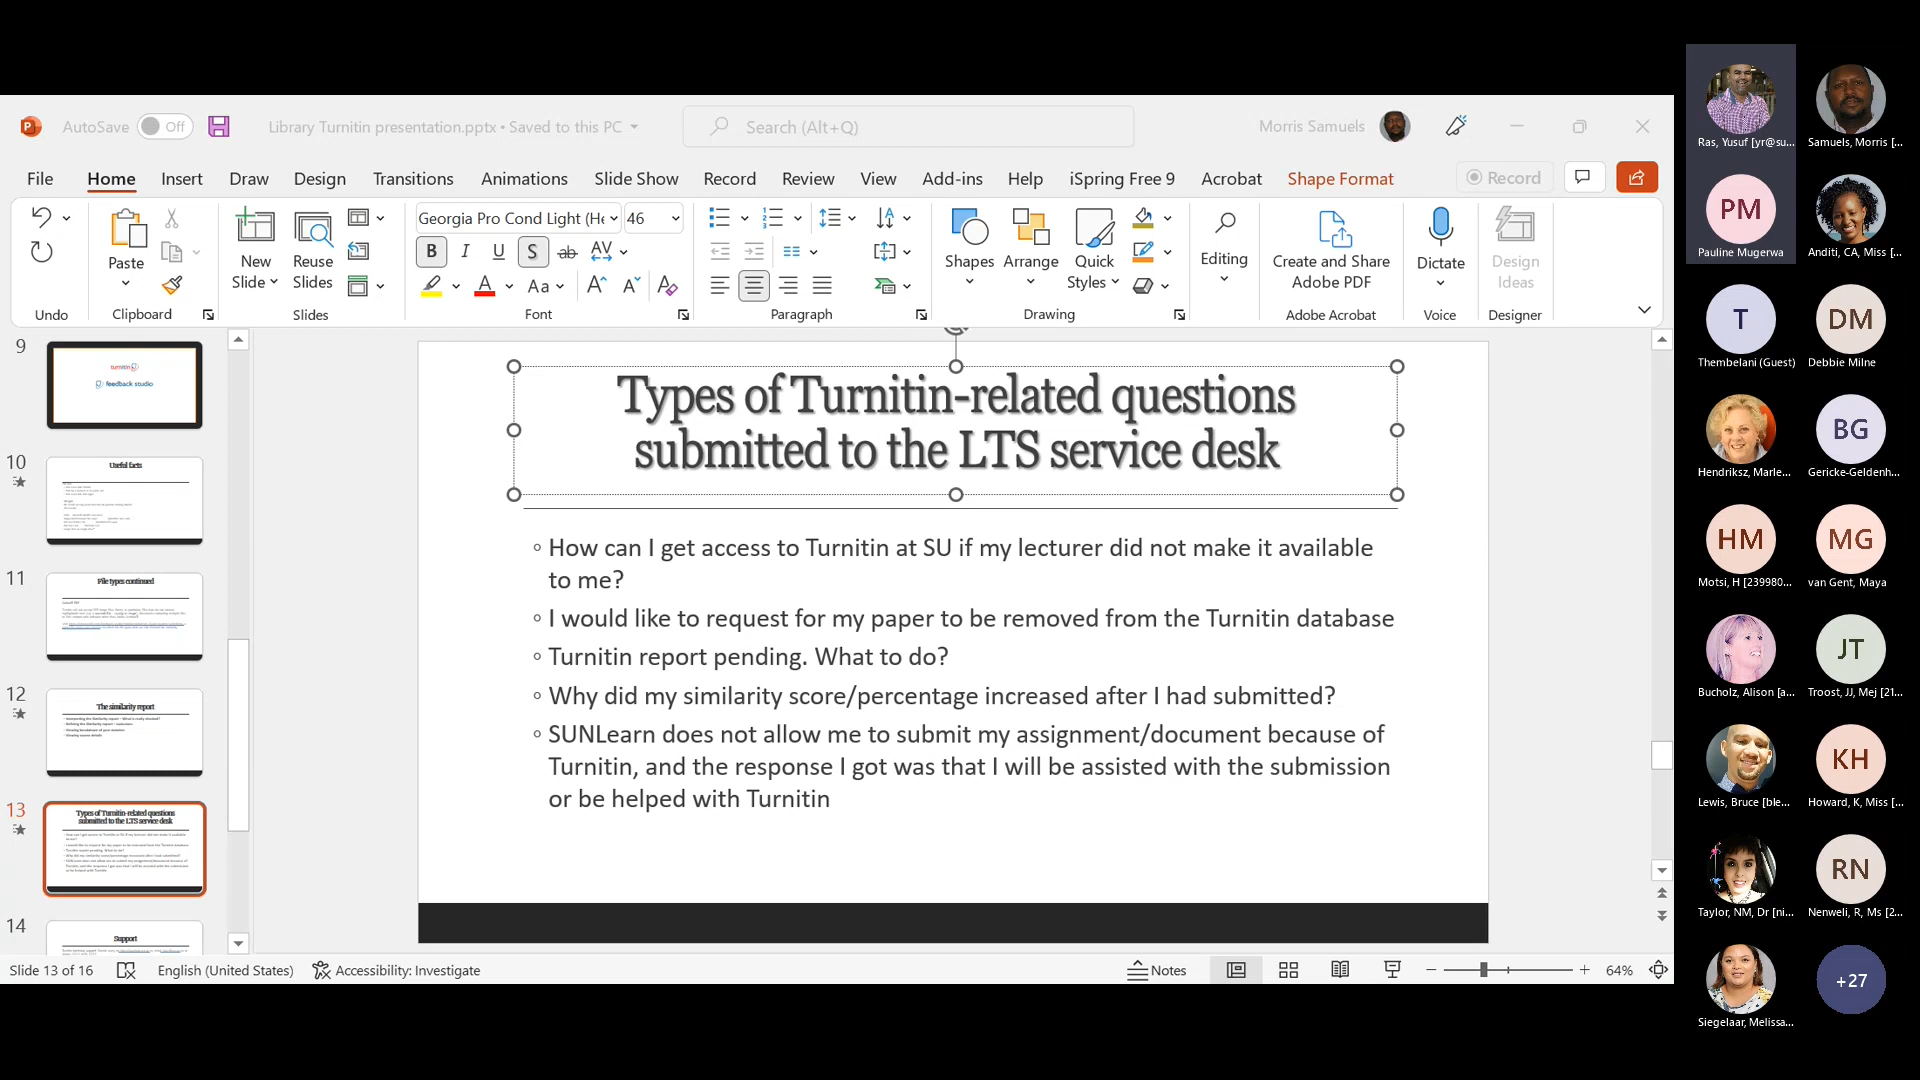 AutoSave
Off
Library Turnitin presentation.pptx • Saved to this PC
Search (Alt+Q)
Morris Samuels
File
Home
Insert
Draw
Design
Transitions
Animations
Slide Show
Record
Review
View
Add-ins
Help
iSpring Free 9
Acrobat
Shape Format
Record
Paste
New
Slide
Reuse
Slides
Georgia Pro Cond Light (He
46
Shapes
Arrange
Quick
Styles
Editing
Create and Share
Adobe PDF
Dictate
Design
Ideas
Undo
Clipboard
Slides
Font
Paragraph
Drawing
Adobe Acrobat
Voice
Designer
9
turnitin
feedback studio
10
Useful facts
11
File types continued
12
The similarity report
13
Types of Turnitin-related questions
submitted to the LTS service desk
14
Support
Types of Turnitin-related questions
submitted to the LTS service desk
◦ How can I get access to Turnitin at SU if my lecturer did not make it available
to me?
◦ I would like to request for my paper to be removed from the Turnitin database
◦ Turnitin report pending. What to do?
◦ Why did my similarity score/percentage increased after I had submitted?
◦ SUNLearn does not allow me to submit my assignment/document because of
Turnitin, and the response I got was that I will be assisted with the submission
or be helped with Turnitin
Slide 13 of 16
English (United States)
Accessibility: Investigate
Notes
64%
Ras, Yusuf [yr@su...
Samuels, Morris [...
PM
Pauline Mugerwa
Anditi, CA, Miss [...
T
Thembelani (Guest)
DM
Debbie Milne
Hendriksz, Marle...
BG
Gericke-Geldenh...
HM
Motsi, H [239980...
MG
van Gent, Maya
Bucholz, Alison [a...
JT
Troost, JJ, Mej [21...
Lewis, Bruce [ble...
KH
Howard, K, Miss [...
Taylor, NM, Dr [ni...
RN
Nenweli, R, Ms [2...
Siegelaar, Melissa...
+27